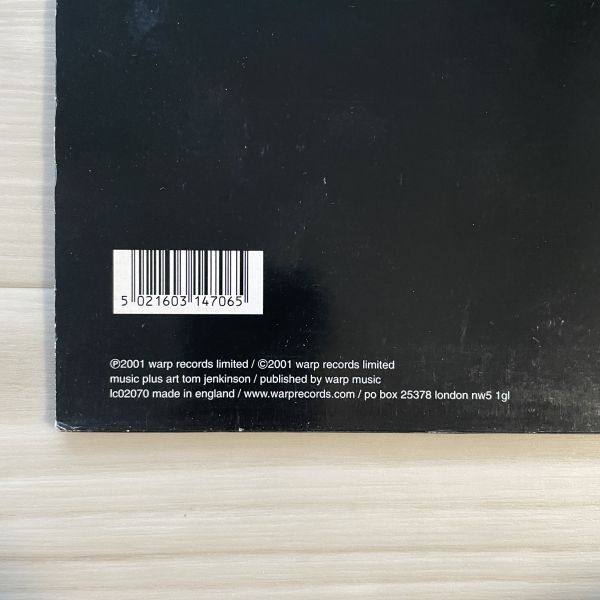 5 021603 147065
℗2001 warp records limited / ©2001 warp records limited
music plus art tom jenkinson / published by warp music
lc02070 made in england / www.warprecords.com / po box 25378 london nw5 1gl